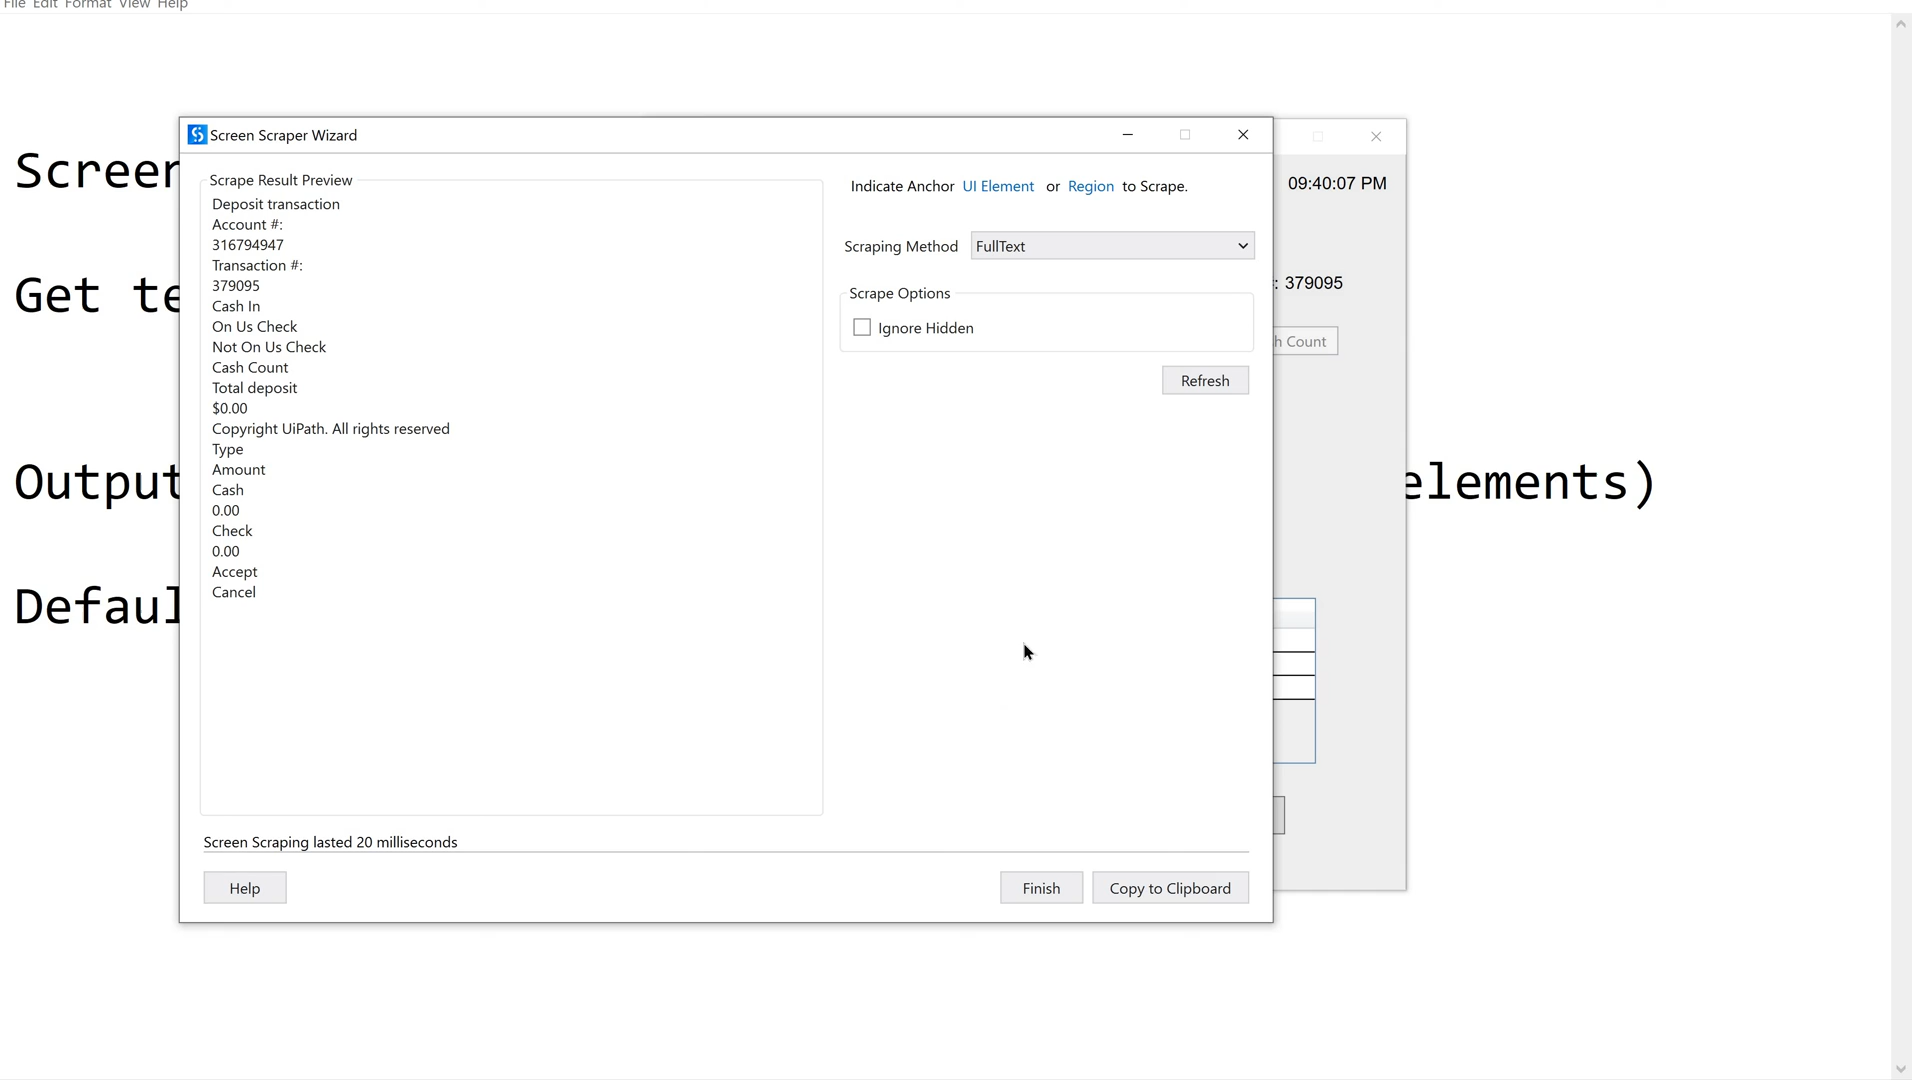 File Edit Format View Help
Screen
Get te
Output
elements)
Defaul
Screen Scraper Wizard
Scrape Result Preview
Deposit transaction
Account #:
316794947
Transaction #:
379095
Cash In
On Us Check
Not On Us Check
Cash Count
Total deposit
$0.00
Copyright UiPath. All rights reserved
Type
Amount
Cash
0.00
Check
0.00
Accept
Cancel
Indicate Anchor UI Element or Region to Scrape.
Scraping Method FullText
Scrape Options
Ignore Hidden
Refresh
Screen Scraping lasted 20 milliseconds
Help
Finish
Copy to Clipboard
09:40:07 PM
: 379095
h Count